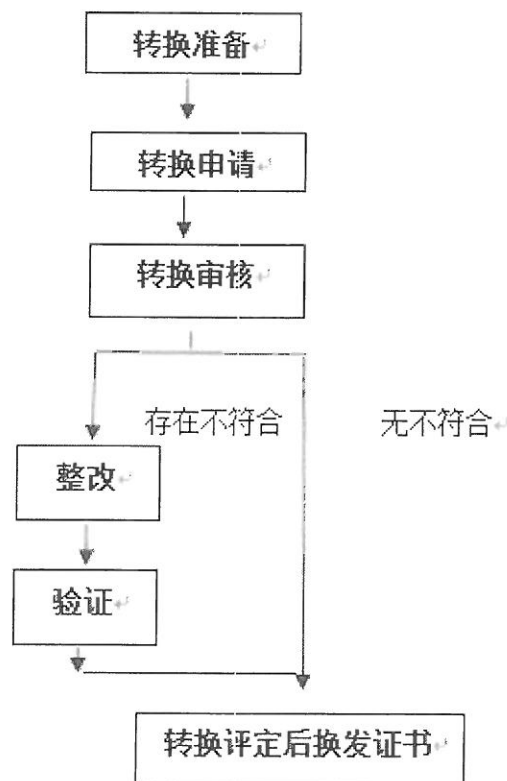 转换准备
转换申请
转换审核
存在不符合
无不符合
整改
验证
转换评定后换发证书